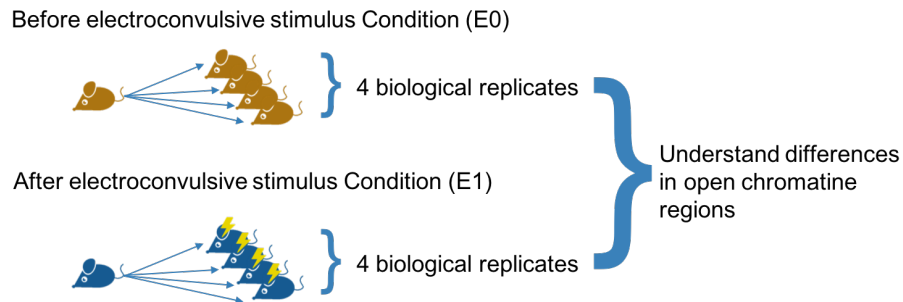 Before electroconvulsive stimulus Condition (E0)
4 biological replicates
After electroconvulsive stimulus Condition (E1)
4 biological replicates
Understand differences
in open chromatine
regions